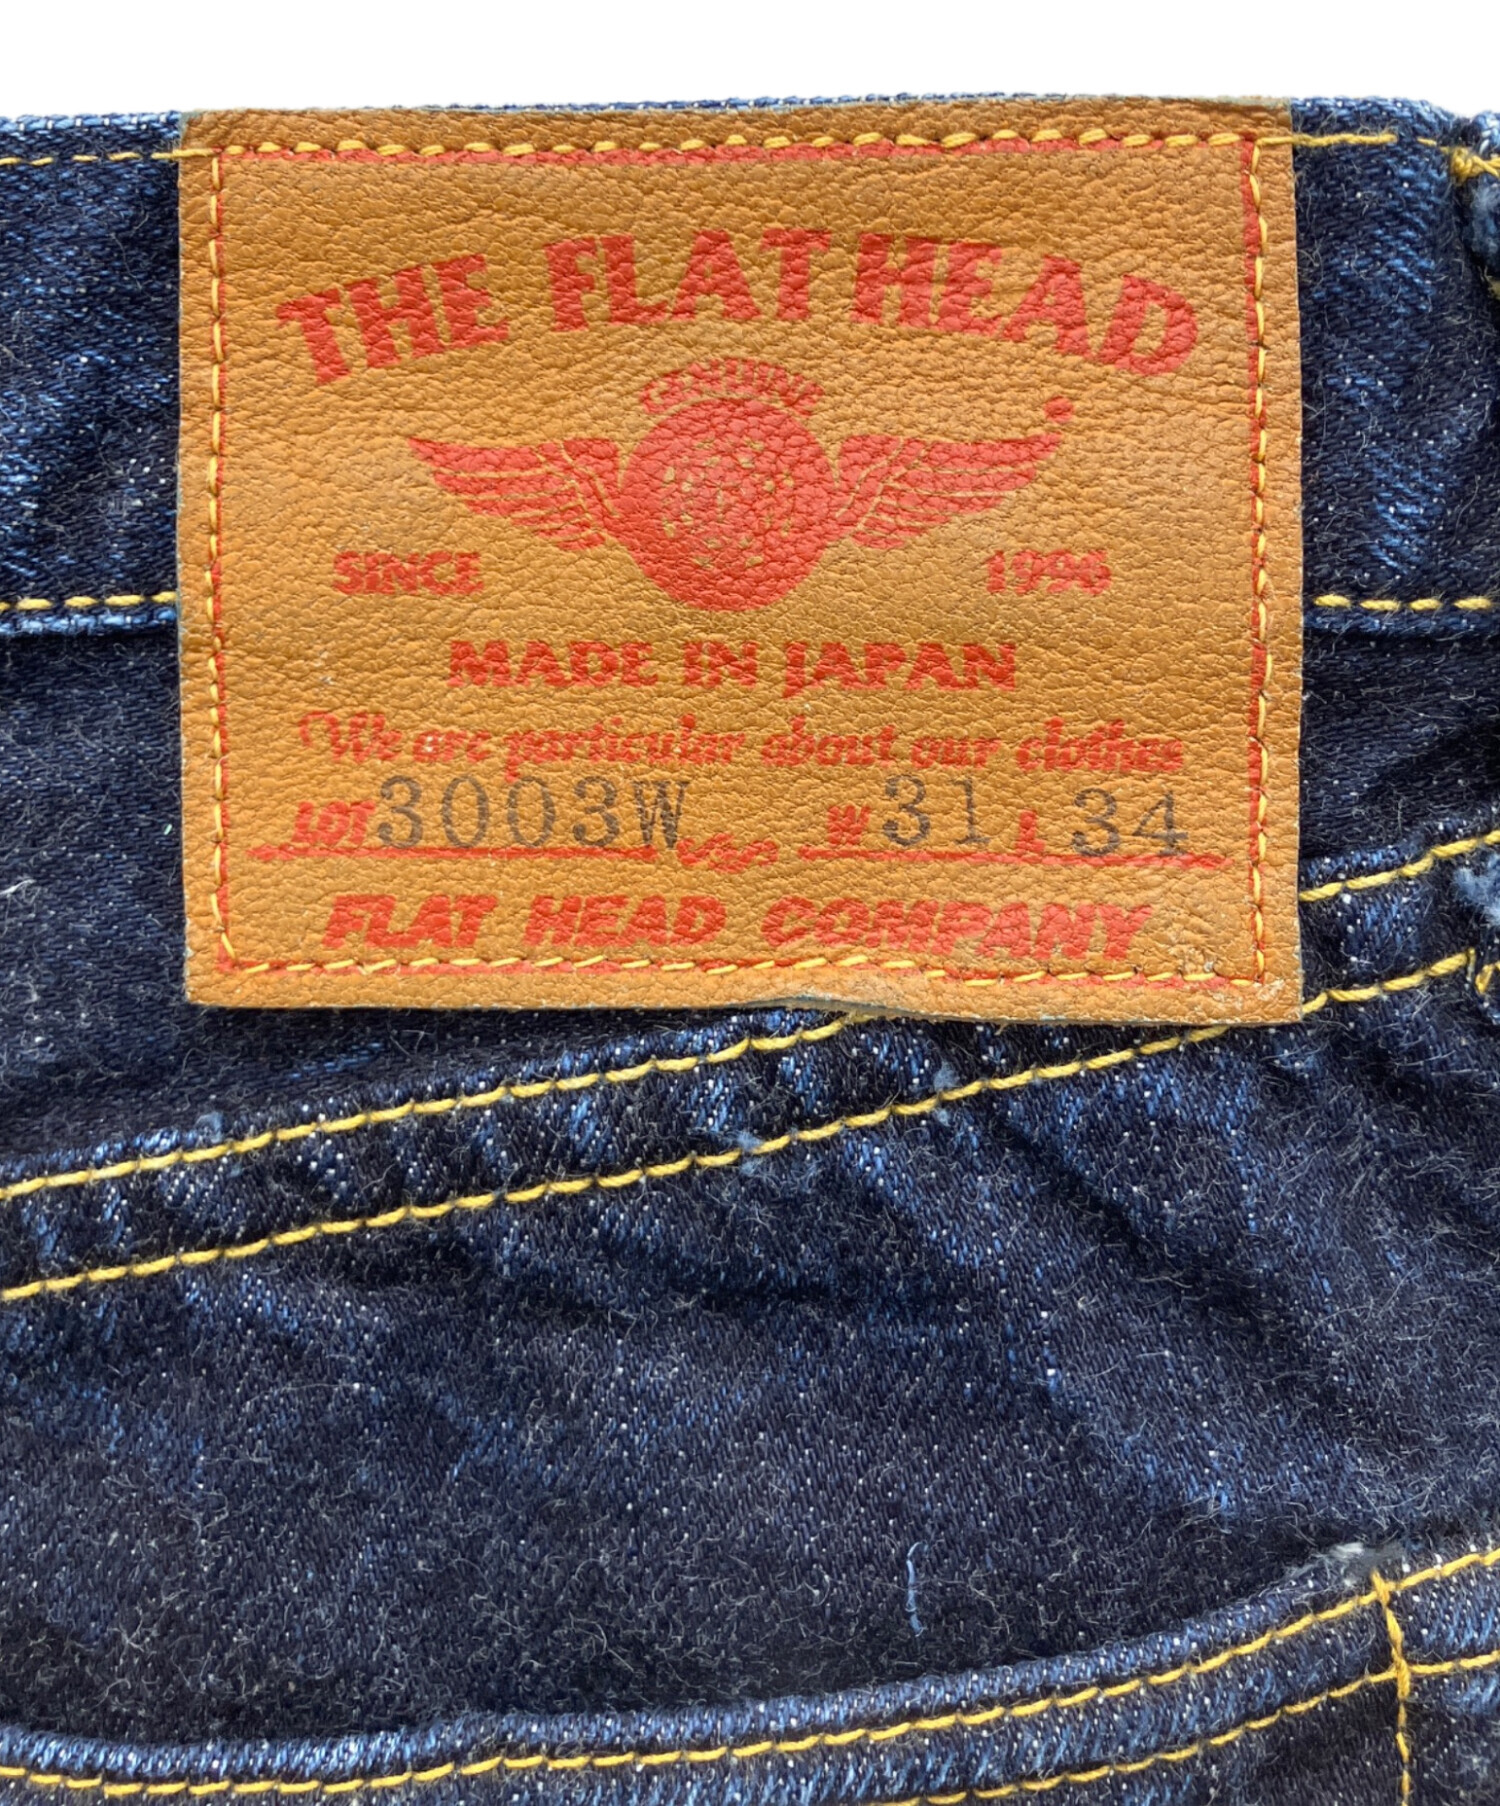 THE FLAT HEAD
GENUINE
SINCE 1996
MADE IN JAPAN
We are particular about our clothes
LOT 3003W W 31 L 34
FLAT HEAD COMPANY